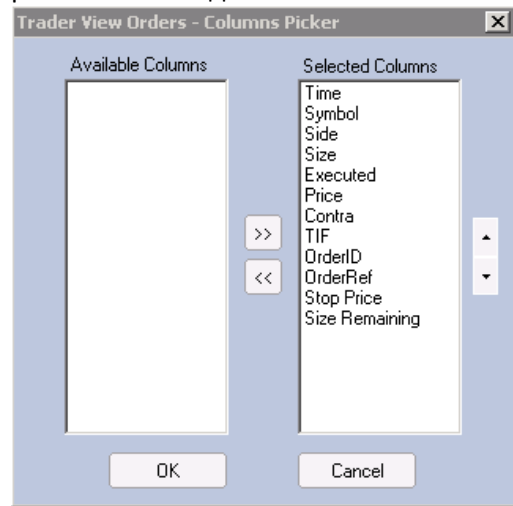 Trader View Orders - Columns Picker
Available Columns
Selected Columns
Time
Symbol
Side
Size
Executed
Price
Contra
TIF
OrderID
OrderRef
Stop Price
Size Remaining
>>
<<
OK
Cancel